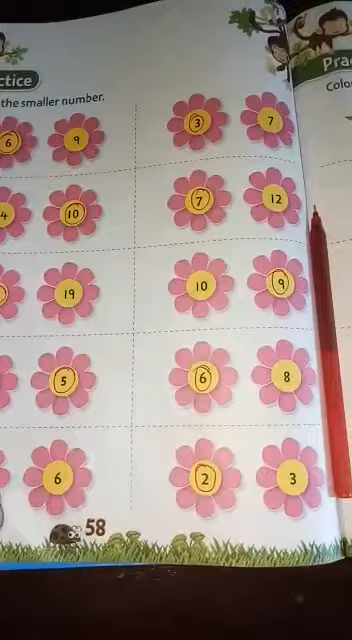 ctice
the smaller number.
6 9 3 7
4 10 7 12
19 10 9
5 6 8
6 2 3
58
Pra
Colo